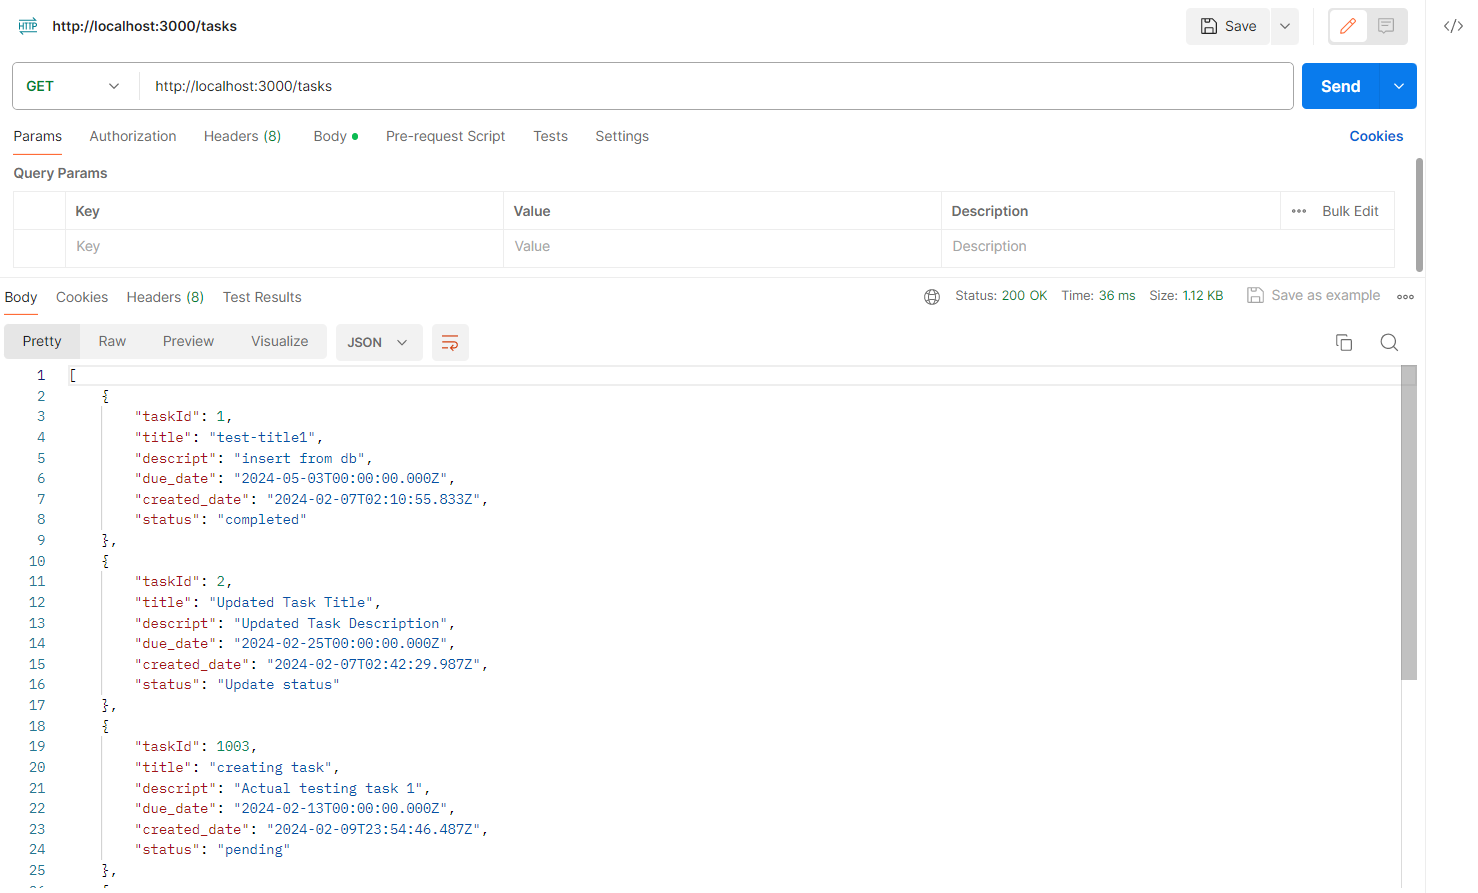 HTTP http://localhost:3000/tasks Save </>
GET http://localhost:3000/tasks Send
Params Authorization Headers (8) Body Pre-request Script Tests Settings Cookies
Query Params
Key Value Description ••• Bulk Edit
Key Value Description
Body Cookies Headers (8) Test Results Status: 200 OK Time: 36 ms Size: 1.12 KB Save as example
Pretty Raw Preview Visualize JSON
1 [
2 {
3 "taskId": 1,
4 "title": "test-title1",
5 "descript": "insert from db",
6 "due_date": "2024-05-03T00:00:00.000Z",
7 "created_date": "2024-02-07T02:10:55.833Z",
8 "status": "completed"
9 },
10 {
11 "taskId": 2,
12 "title": "Updated Task Title",
13 "descript": "Updated Task Description",
14 "due_date": "2024-02-25T00:00:00.000Z",
15 "created_date": "2024-02-07T02:42:29.987Z",
16 "status": "Update status"
17 },
18 {
19 "taskId": 1003,
20 "title": "creating task",
21 "descript": "Actual testing task 1",
22 "due_date": "2024-02-13T00:00:00.000Z",
23 "created_date": "2024-02-09T23:54:46.487Z",
24 "status": "pending"
25 },